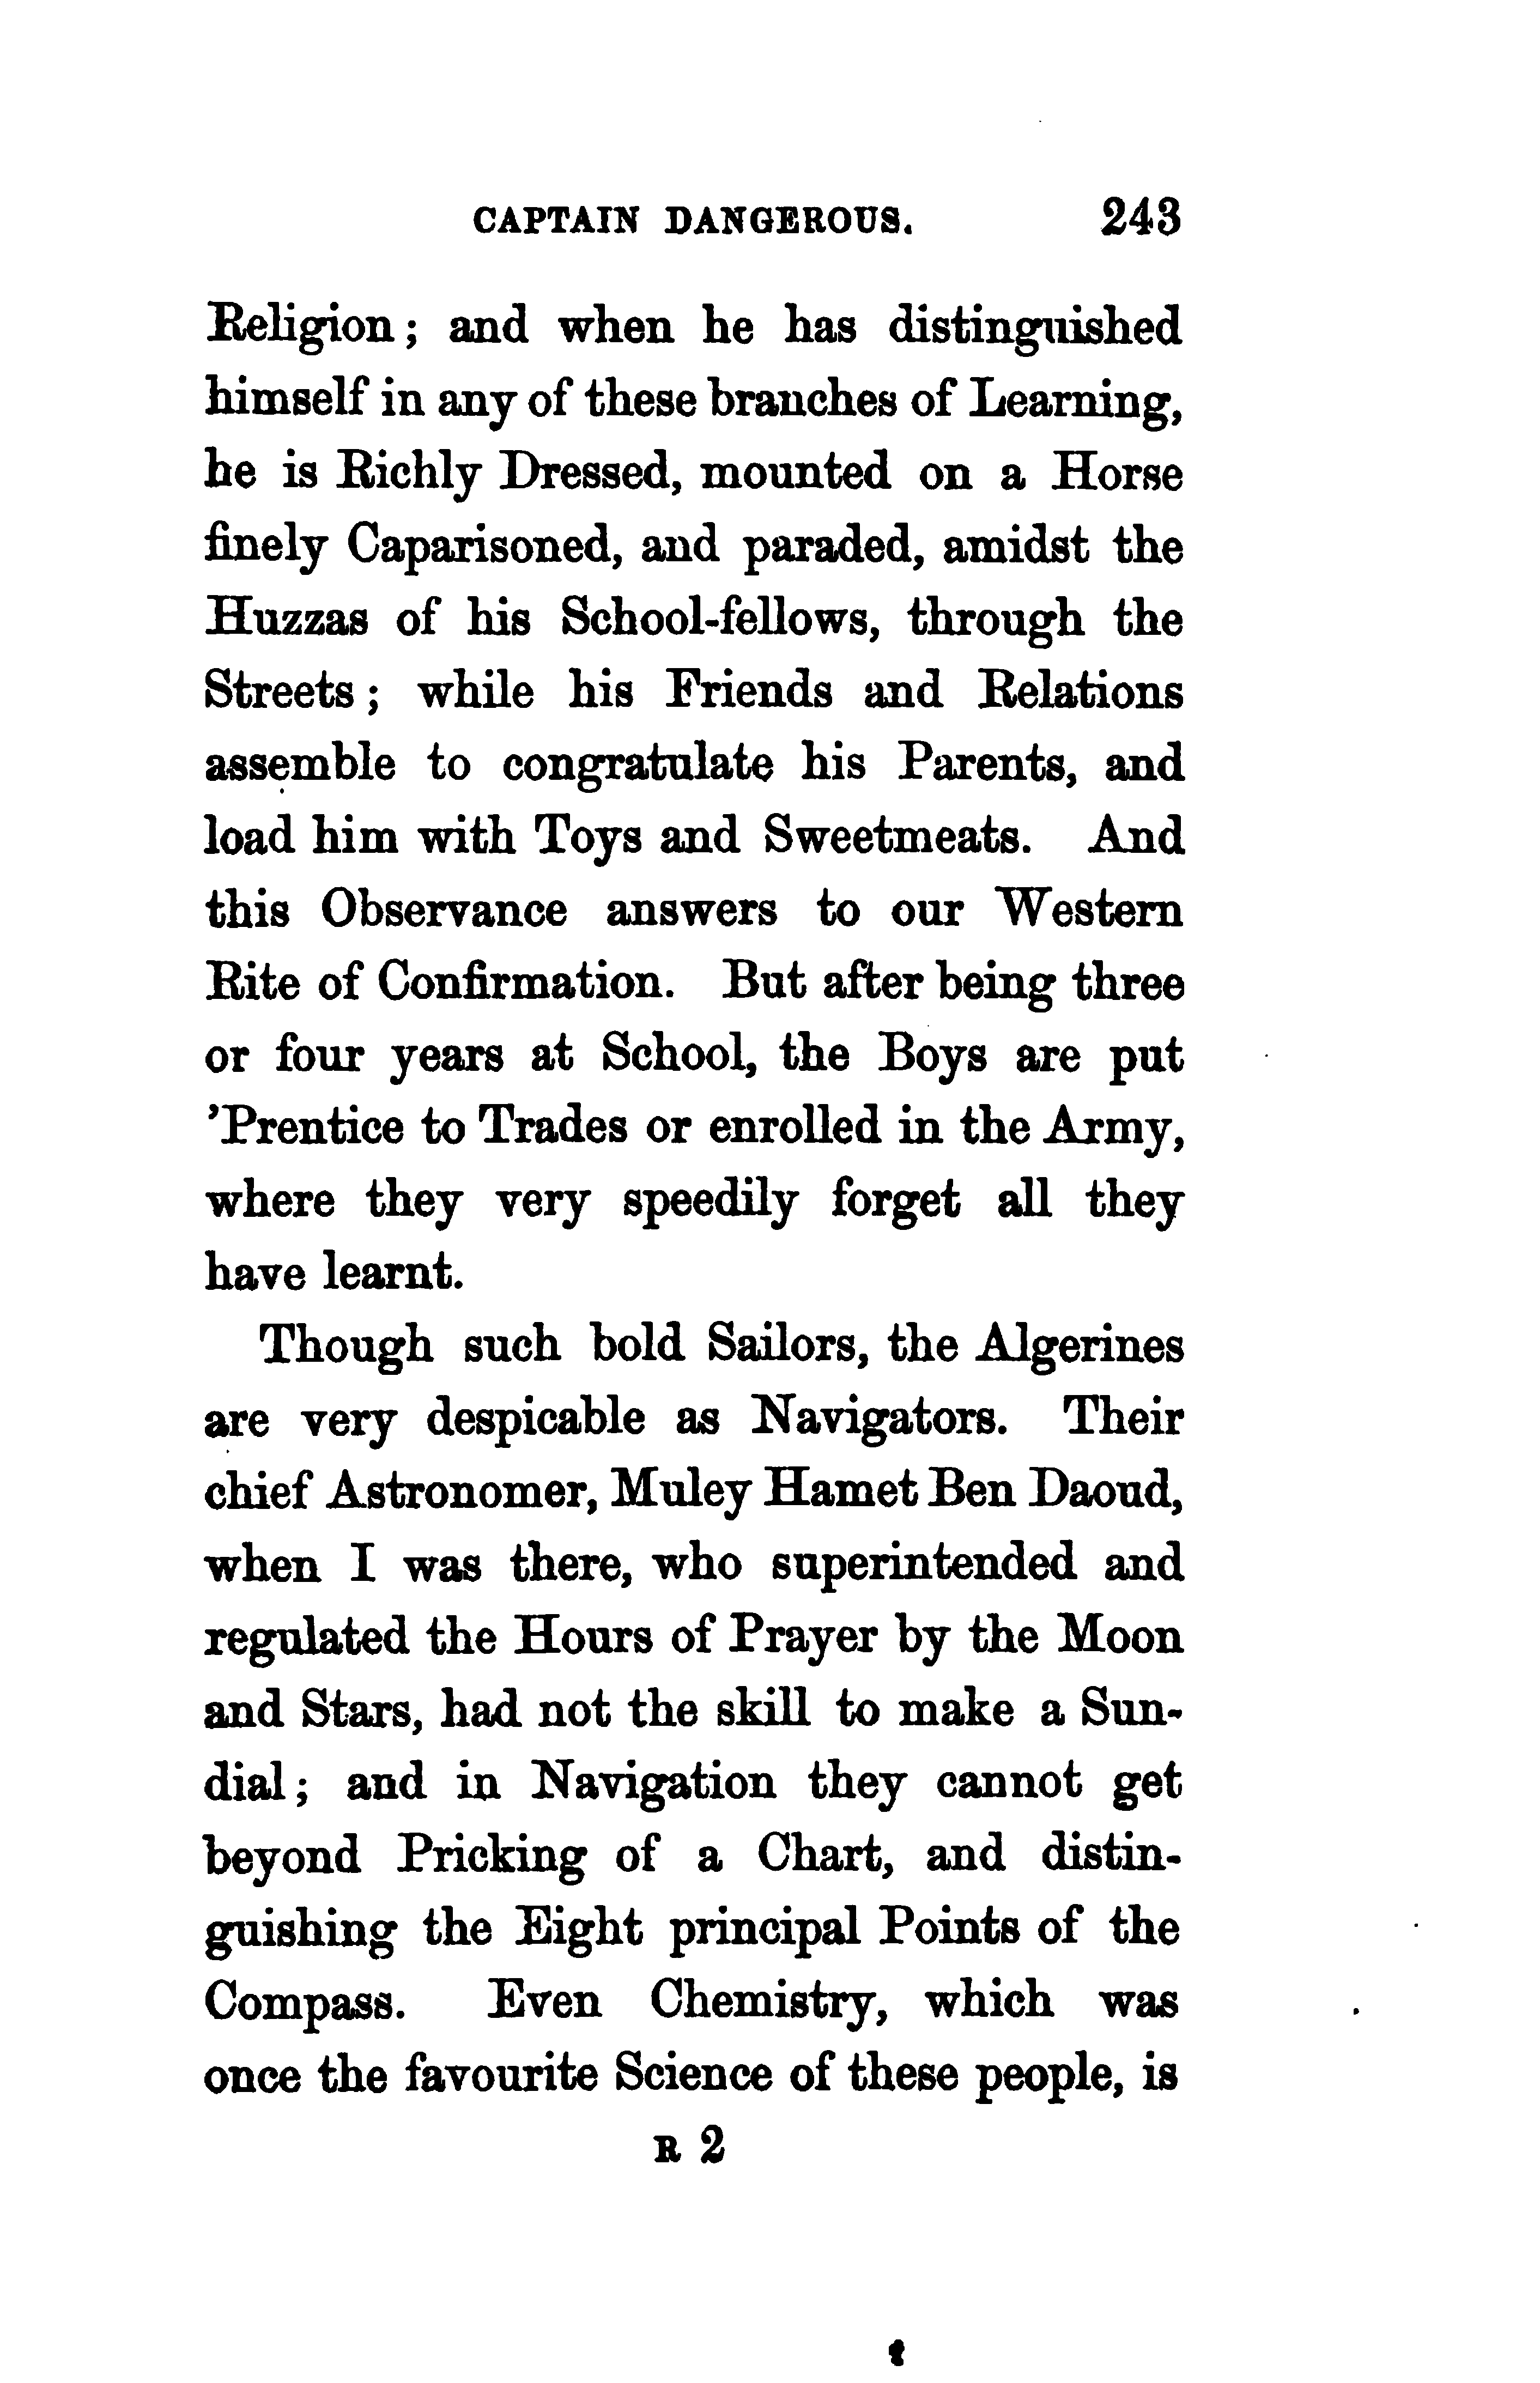 CAPTAIN DANGEROUS. 243
Religion; and when he has distinguished
himself in any of these branches of Learning,
he is Richly Dressed, mounted on a Horse
finely Caparisoned, and paraded, amidst the
Huzzas of his School-fellows, through the
Streets; while his Friends and Relations
assemble to congratulate his Parents, and
load him with Toys and Sweetmeats. And
this Observance answers to our Western
Rite of Confirmation. But after being three
or four years at School, the Boys are put
’Prentice to Trades or enrolled in the Army,
where they very speedily forget all they
have learnt.
Though such bold Sailors, the Algerines
are very despicable as Navigators. Their
chief Astronomer, Muley Hamet Ben Daoud,
when I was there, who superintended and
regulated the Hours of Prayer by the Moon
and Stars, had not the skill to make a Sun-
dial; and in Navigation they cannot get
beyond Pricking of a Chart, and distin-
guishing the Eight principal Points of the
Compass. Even Chemistry, which was
once the favourite Science of these people, is
R 2